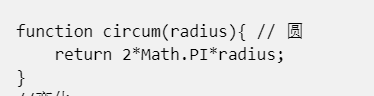 function circum(radius){ // 圆
    return 2*Math.PI*radius;
}